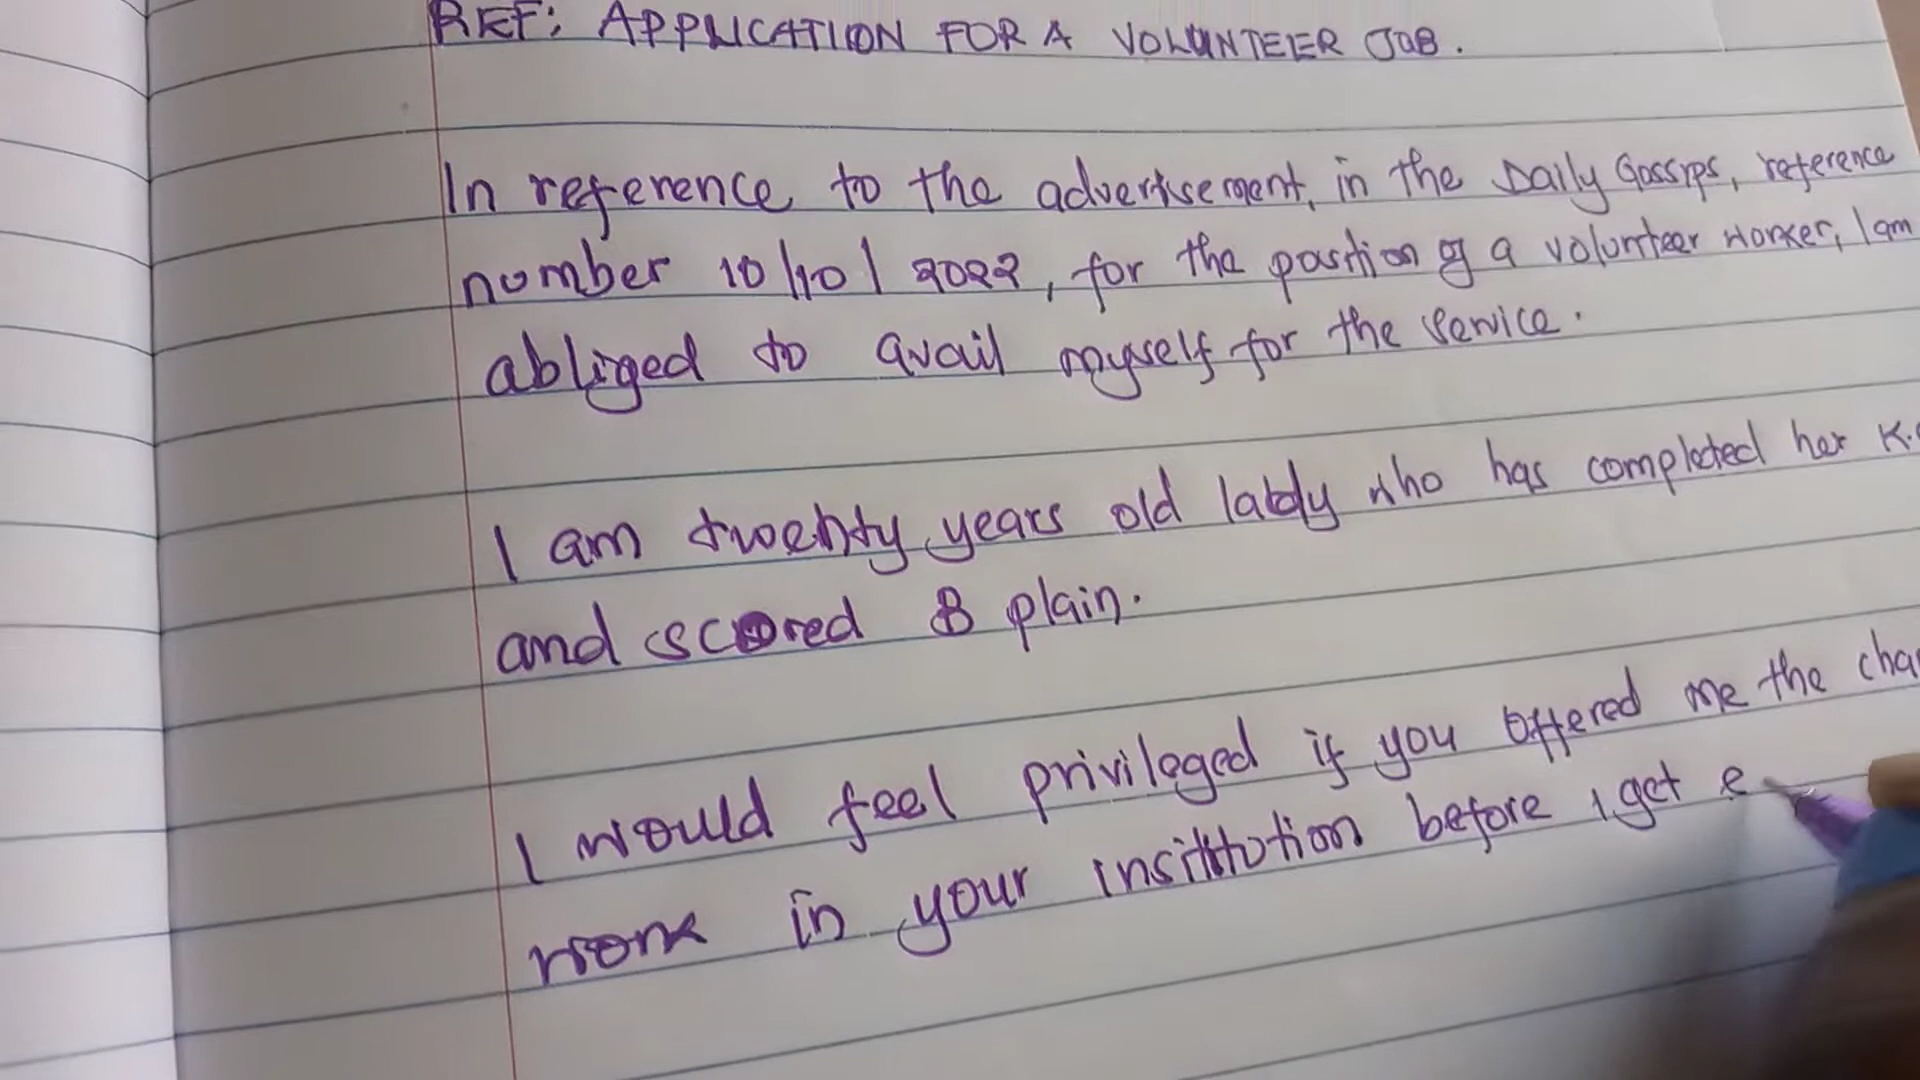 REF: APPLICATION FOR A VOLUNTEER JOB.
In reference to the advertisement, in the Daily Gossips, reference
number 10/10/2022, for the position of a volunteer worker, I am
abliged to avail myself for the service.
I am twenty years old lady who has completed her K.
and scored B plain.
I would feel privileged if you offered me the cha
work in your institution before I get e